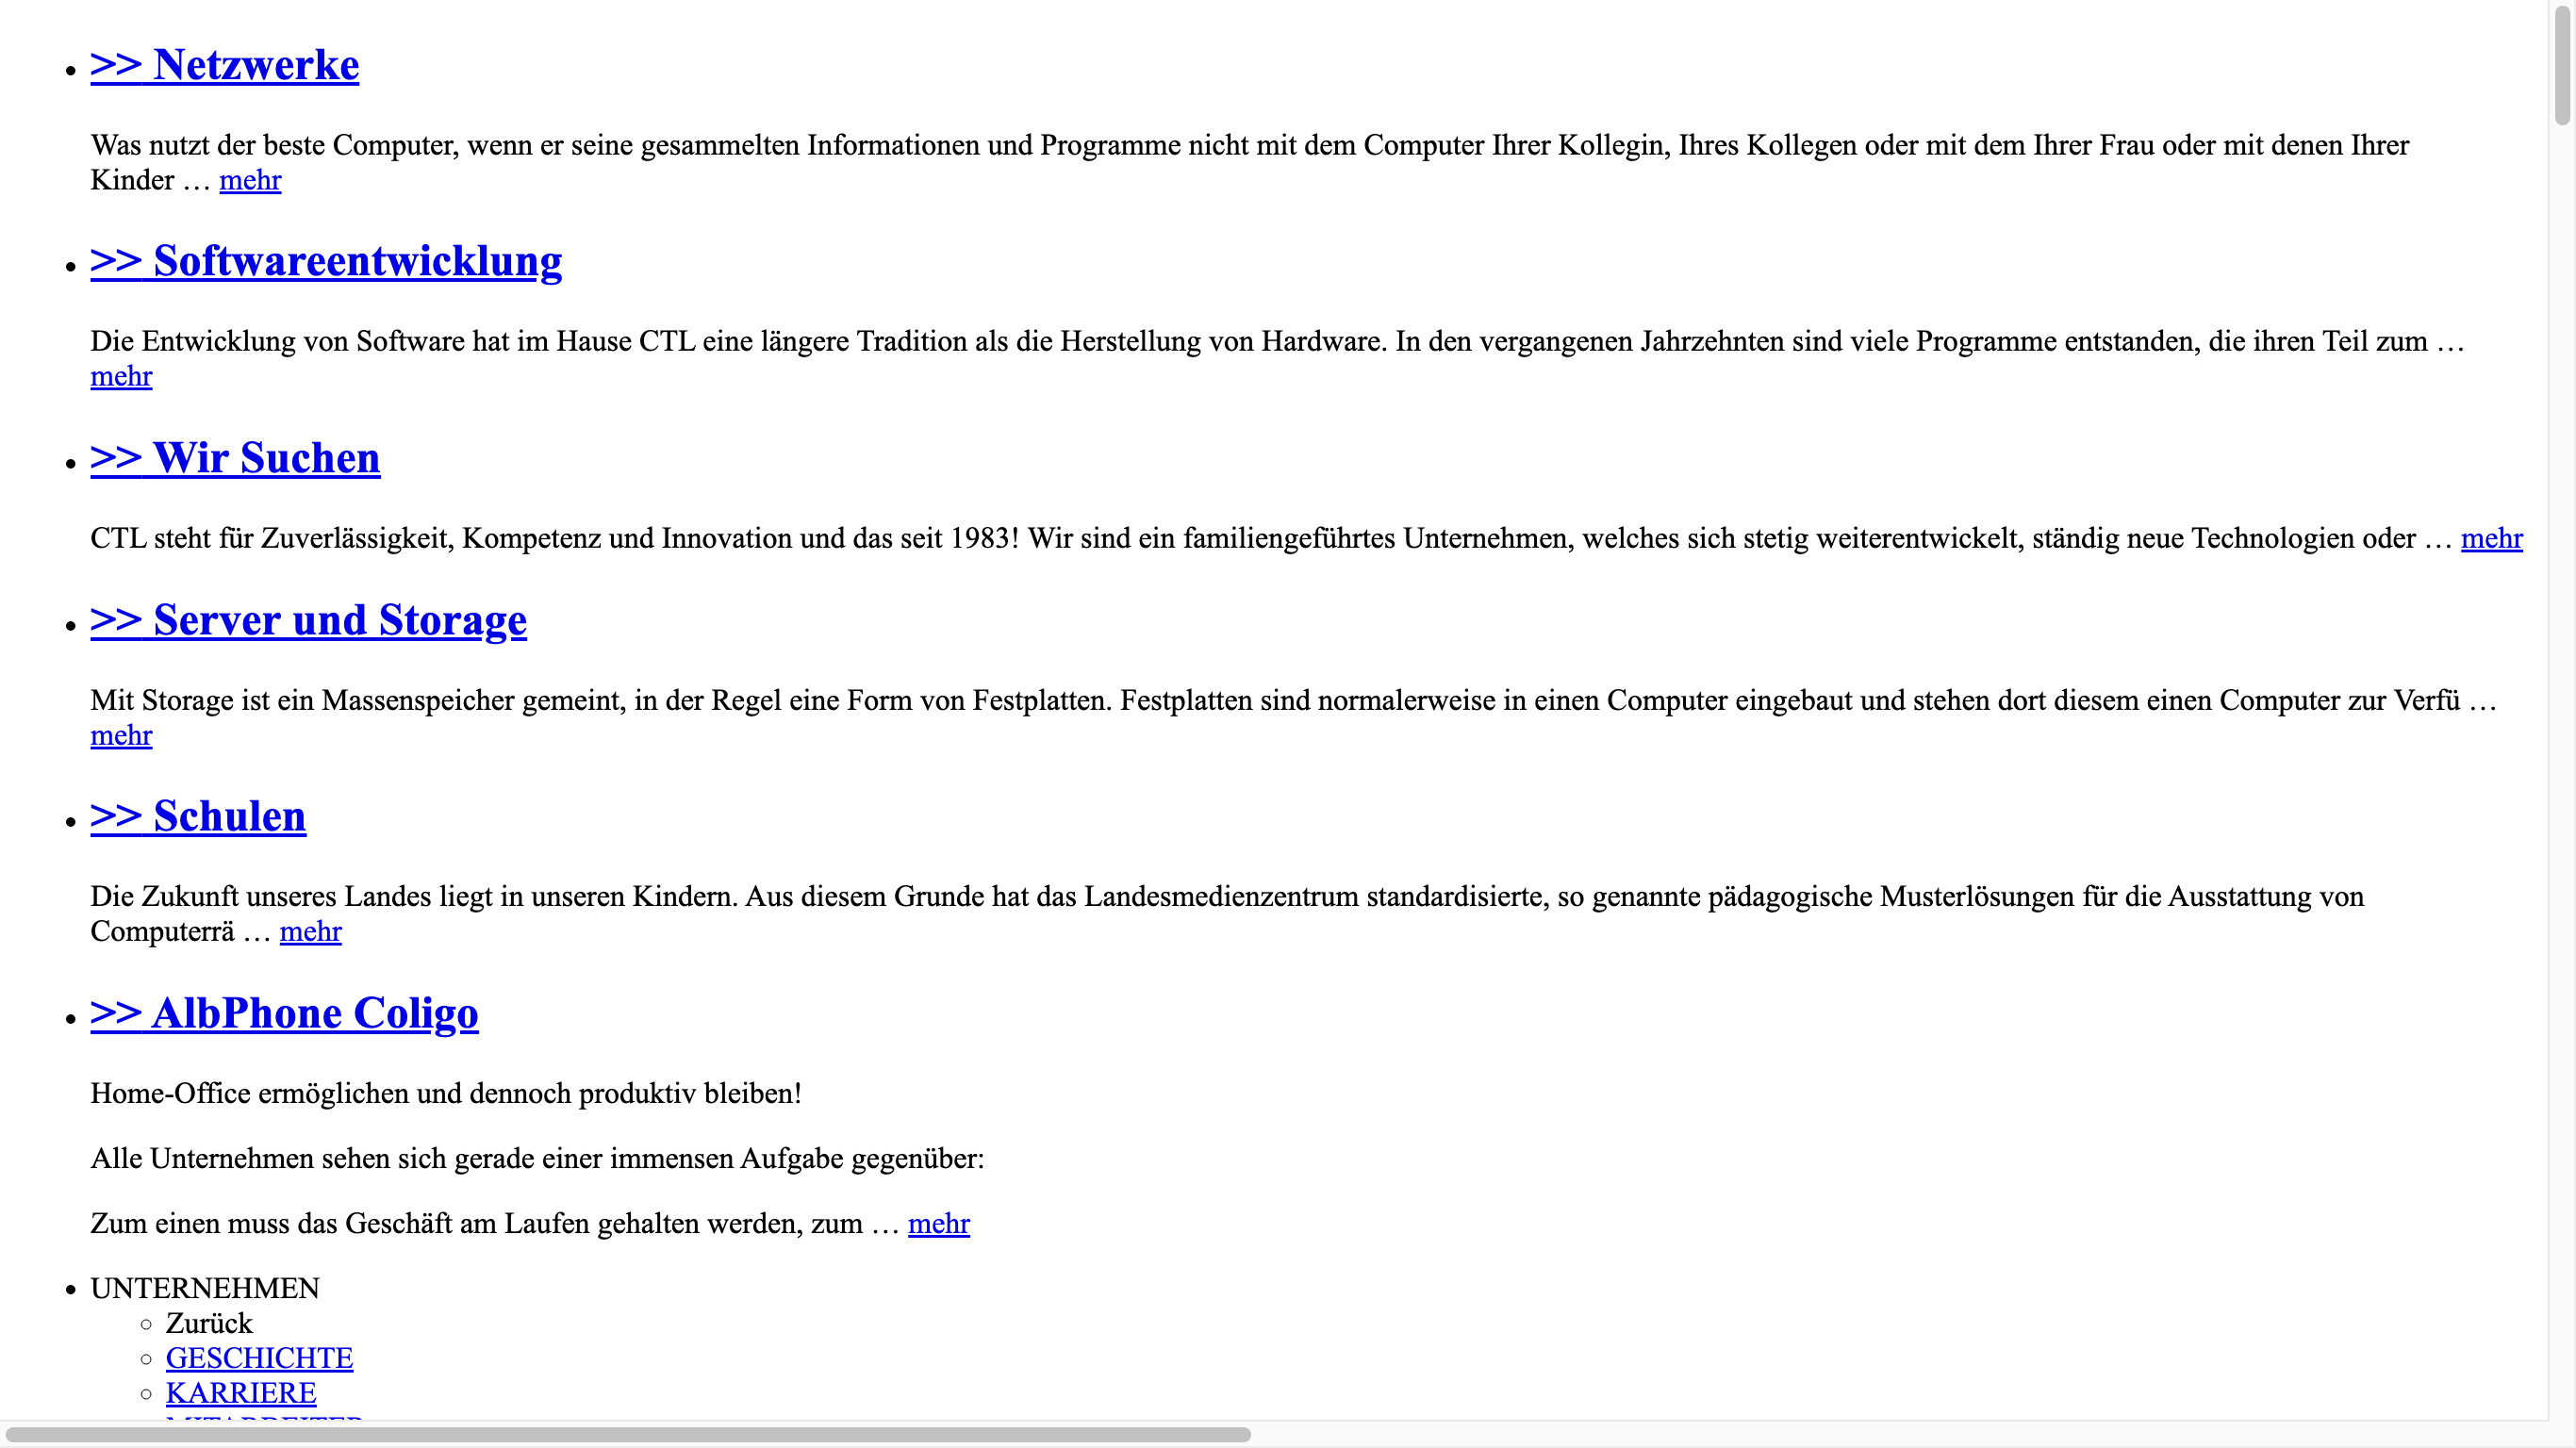 >> Netzwerke
Was nutzt der beste Computer, wenn er seine gesammelten Informationen und Programme nicht mit dem Computer Ihrer Kollegin, Ihres Kollegen oder mit dem Ihrer Frau oder mit denen Ihrer
Kinder … mehr
>> Softwareentwicklung
Die Entwicklung von Software hat im Hause CTL eine längere Tradition als die Herstellung von Hardware. In den vergangenen Jahrzehnten sind viele Programme entstanden, die ihren Teil zum …
mehr
>> Wir Suchen
CTL steht für Zuverlässigkeit, Kompetenz und Innovation und das seit 1983! Wir sind ein familiengeführtes Unternehmen, welches sich stetig weiterentwickelt, ständig neue Technologien oder … mehr
>> Server und Storage
Mit Storage ist ein Massenspeicher gemeint, in der Regel eine Form von Festplatten. Festplatten sind normalerweise in einen Computer eingebaut und stehen dort diesem einen Computer zur Verfü …
mehr
>> Schulen
Die Zukunft unseres Landes liegt in unseren Kindern. Aus diesem Grunde hat das Landesmedienzentrum standardisierte, so genannte pädagogische Musterlösungen für die Ausstattung von
Computerrä … mehr
>> AlbPhone Coligo
Home-Office ermöglichen und dennoch produktiv bleiben!
Alle Unternehmen sehen sich gerade einer immensen Aufgabe gegenüber:
Zum einen muss das Geschäft am Laufen gehalten werden, zum … mehr
UNTERNEHMEN
Zurück
GESCHICHTE
KARRIERE